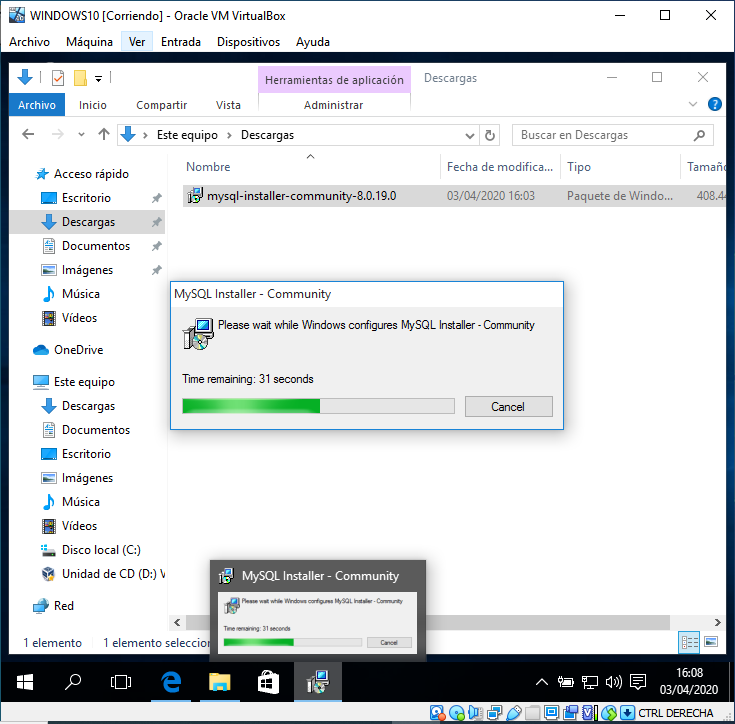 WINDOWS10 [Corriendo] - Oracle VM VirtualBox
Archivo Máquina Ver Entrada Dispositivos Ayuda
Herramientas de aplicación Descargas
Archivo Inicio Compartir Vista Administrar
Este equipo > Descargas
Buscar en Descargas
Nombre Fecha de modifica... Tipo Tamaño
mysql-installer-community-8.0.19.0 03/04/2020 16:03 Paquete de Windo... 408.44
Acceso rápido
Escritorio
Descargas
Documentos
Imágenes
Música
Vídeos
OneDrive
Este equipo
Descargas
Documentos
Escritorio
Imágenes
Música
Vídeos
Disco local (C:)
Unidad de CD (D:) V
Red
MySQL Installer - Community
Please wait while Windows configures MySQL Installer - Community
Time remaining: 31 seconds
Cancel
MySQL Installer - Community
Please wait while Windows configures MySQL Installer - Community
Time remaining: 31 seconds
Cancel
1 elemento 1 elemento seleccion
16:08
03/04/2020
CTRL DERECHA